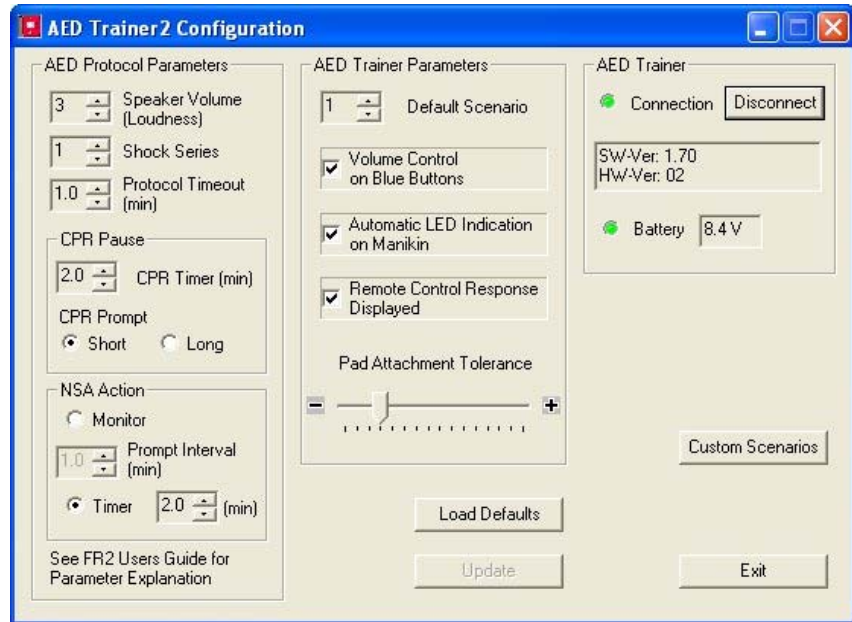 AED Trainer2 Configuration
AED Protocol Parameters
3
Speaker Volume
(Loudness)
1
Shock Series
1.0
Protocol Timeout
(min)
CPR Pause
2.0
CPR Timer (min)
CPR Prompt
Short
Long
NSA Action
Monitor
1.0
Prompt Interval
(min)
Timer
2.0
(min)
See FR2 Users Guide for
Parameter Explanation
AED Trainer Parameters
1
Default Scenario
Volume Control
on Blue Buttons
Automatic LED Indication
on Manikin
Remote Control Response
Displayed
Pad Attachment Tolerance
- +
Load Defaults
Update
AED Trainer
Connection
Disconnect
SW-Ver: 1.70
HW-Ver: 02
Battery
8.4 V
Custom Scenarios
Exit